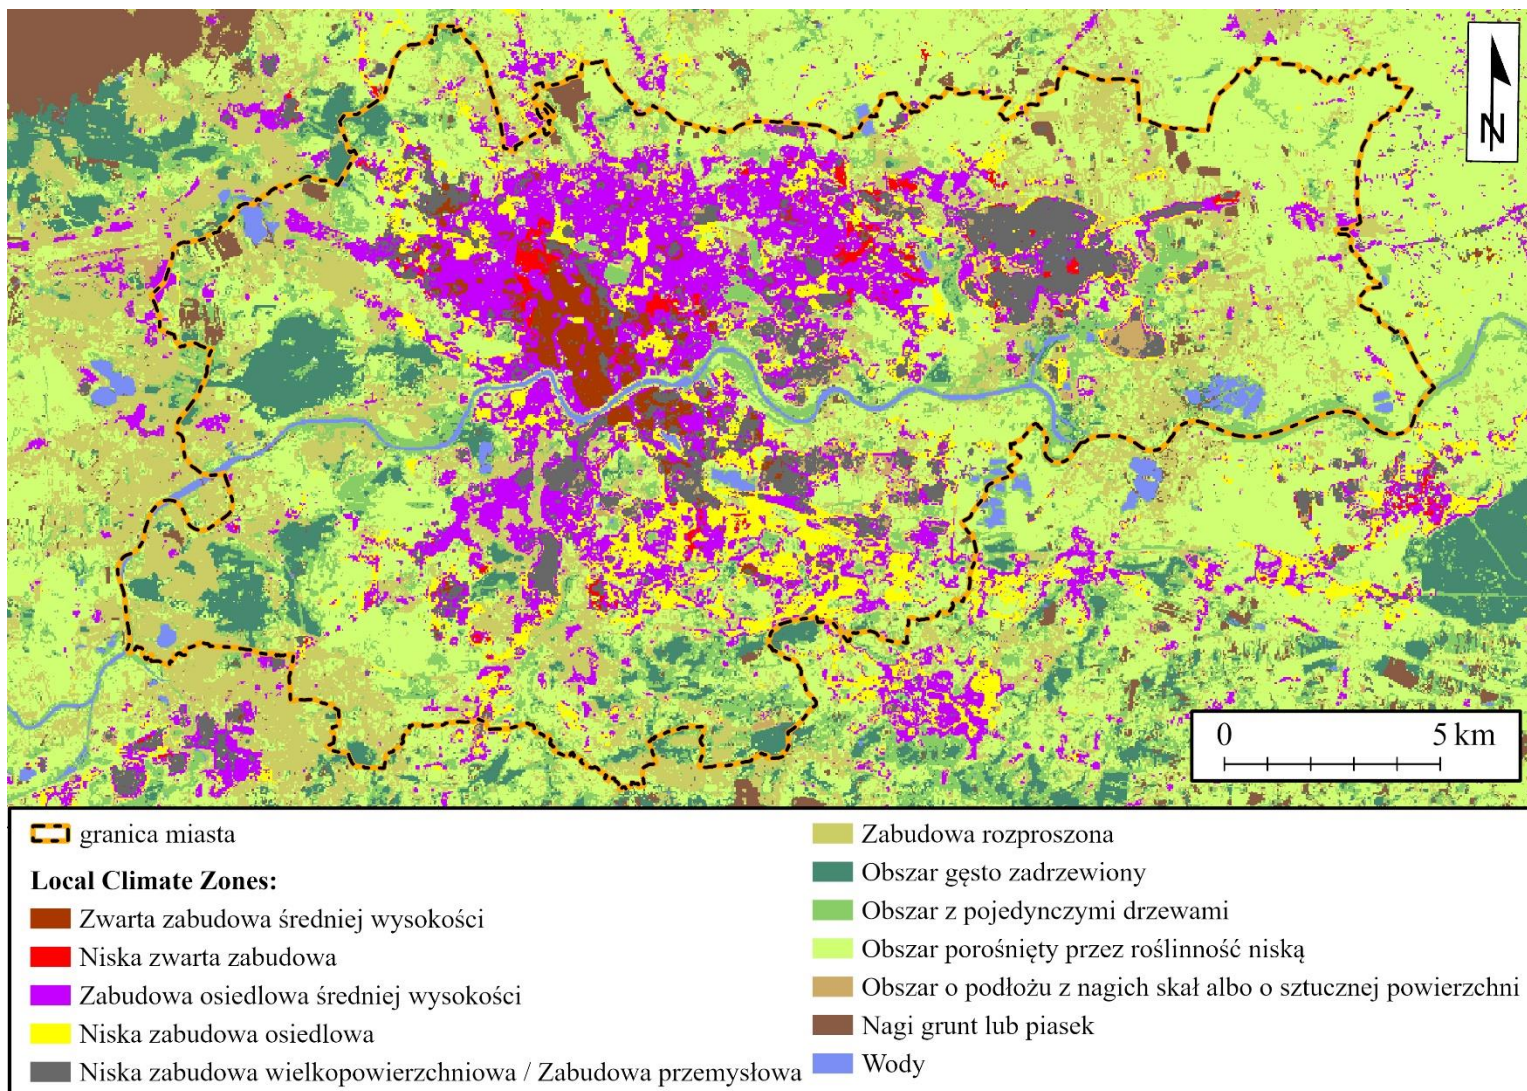 N
0 5 km
granica miasta
Local Climate Zones:
Zwarta zabudowa średniej wysokości
Niska zwarta zabudowa
Zabudowa osiedlowa średniej wysokości
Niska zabudowa osiedlowa
Niska zabudowa wielkopowierzchniowa / Zabudowa przemysłowa
Zabudowa rozproszona
Obszar gęsto zadrzewiony
Obszar z pojedynczymi drzewami
Obszar porośnięty przez roślinność niską
Obszar o podłożu z nagich skał albo o sztucznej powierzchni
Nagi grunt lub piasek
Wody